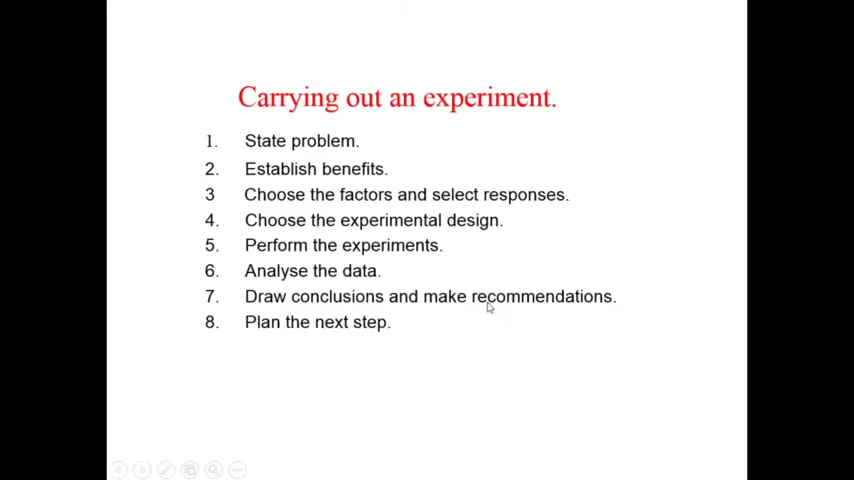 Carrying out an experiment.
1. State problem.
2. Establish benefits.
3 Choose the factors and select responses.
4. Choose the experimental design.
5. Perform the experiments.
6. Analyse the data.
7. Draw conclusions and make recommendations.
8. Plan the next step.